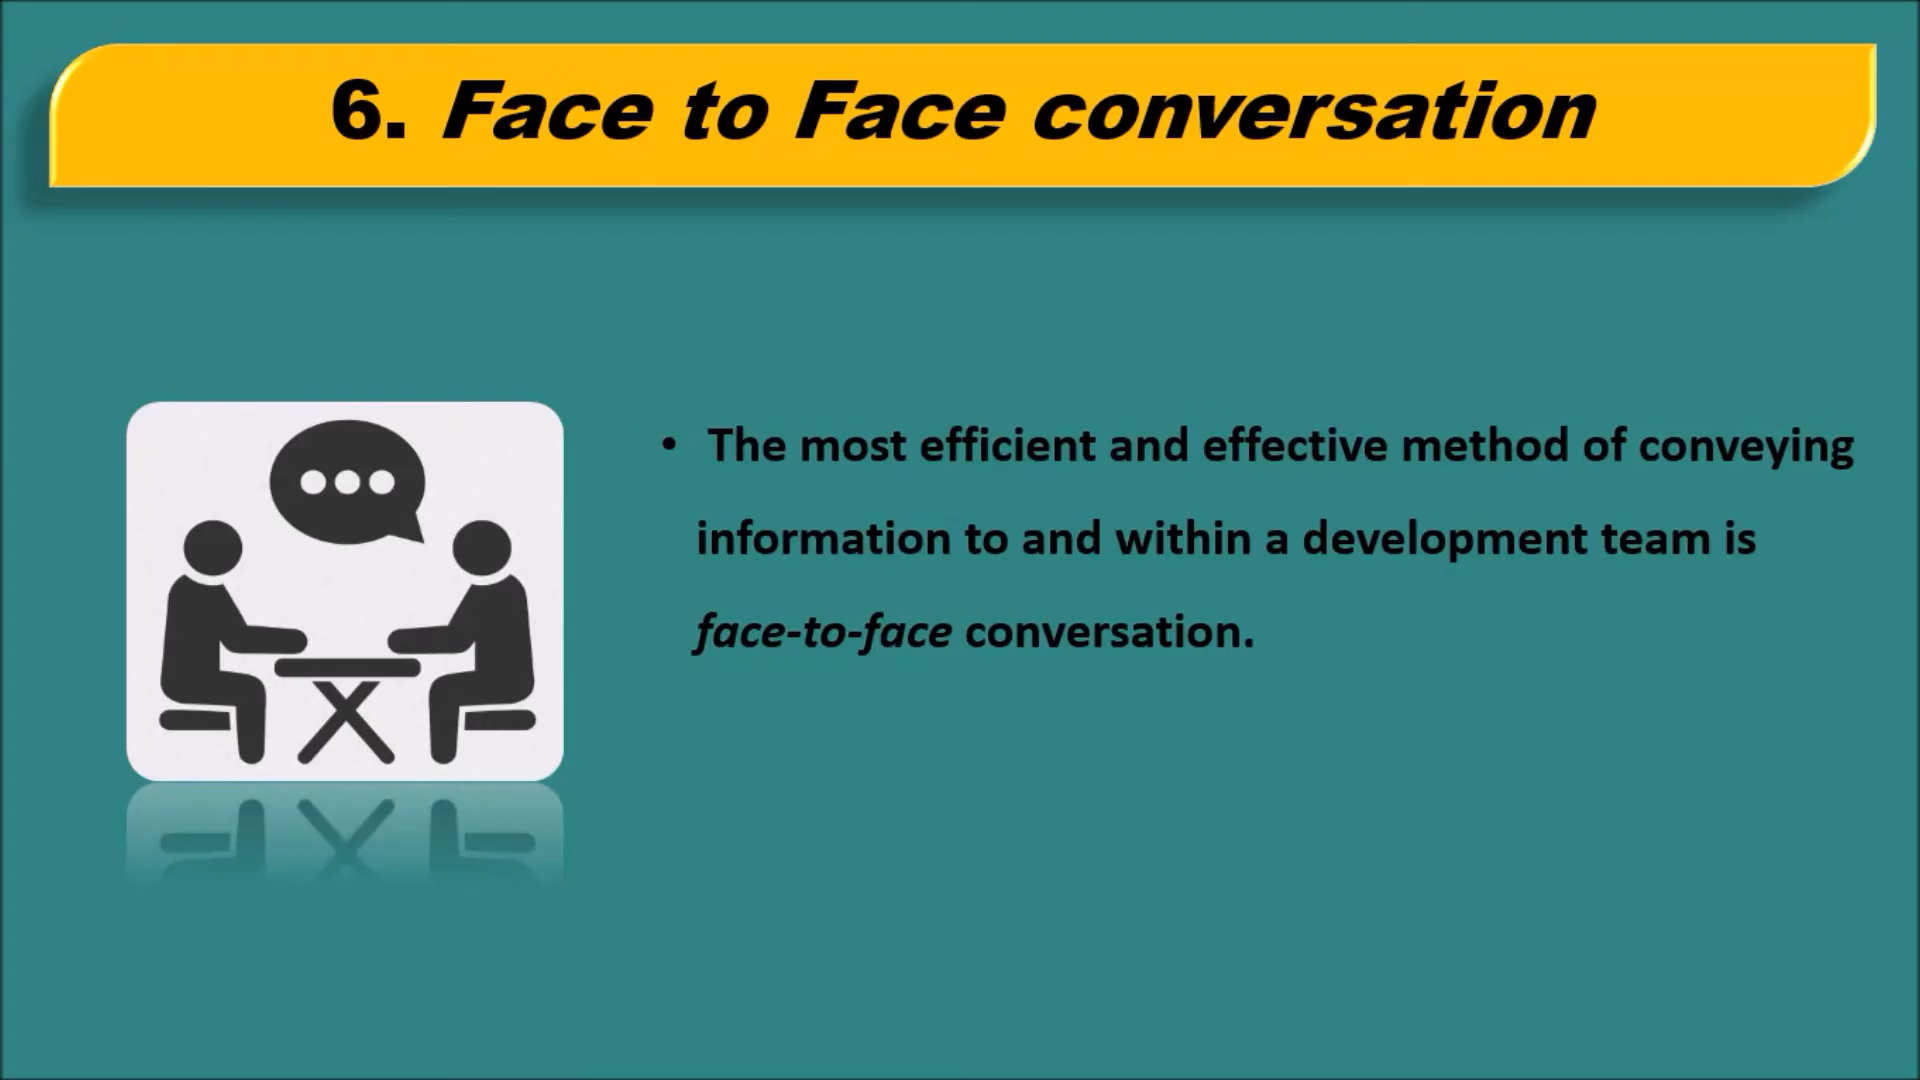 6. Face to Face conversation
• The most efficient and effective method of conveying
information to and within a development team is
face-to-face conversation.